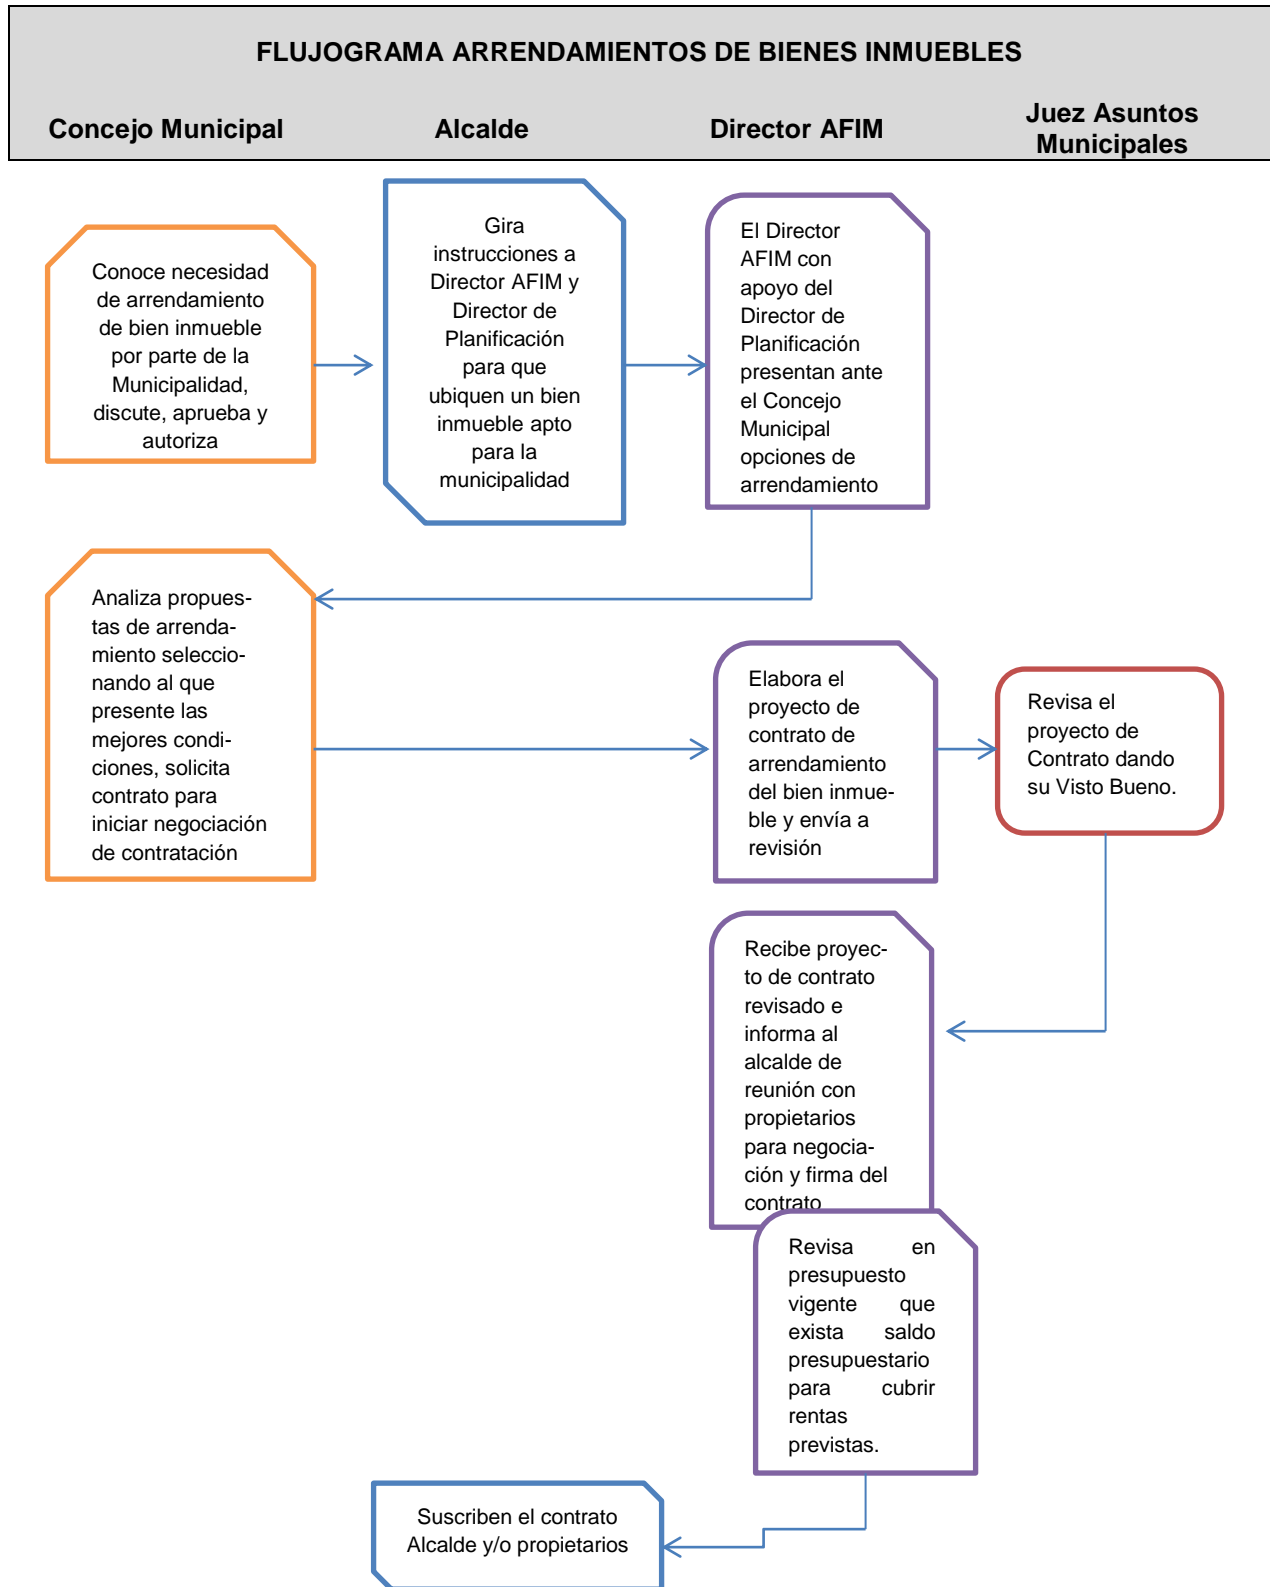 FLUJOGRAMA ARRENDAMIENTOS DE BIENES INMUEBLES
Concejo Municipal
Alcalde
Director AFIM
Juez Asuntos
Municipales
Conoce necesidad
de arrendamiento
de bien inmueble
por parte de la
Municipalidad,
discute, aprueba y
autoriza
Gira
instrucciones a
Director AFIM y
Director de
Planificación
para que
ubiquen un bien
inmueble apto
para la
municipalidad
El Director
AFIM con
apoyo del
Director de
Planificación
presentan ante
el Concejo
Municipal
opciones de
arrendamiento
Analiza propues-
tas de arrenda-
miento seleccio-
nando al que
presente las
mejores condi-
ciones, solicita
contrato para
iniciar negociación
de contratación
Elabora el
proyecto de
contrato de
arrendamiento
del bien inmue-
ble y envía a
revisión
Revisa el
proyecto de
Contrato dando
su Visto Bueno.
Recibe proyec-
to de contrato
revisado e
informa al
alcalde de
reunión con
propietarios
para negocia-
ción y firma del
contrato
Revisa en
presupuesto
vigente que
exista saldo
presupuestario
para cubrir
rentas
previstas.
Suscriben el contrato
Alcalde y/o propietarios